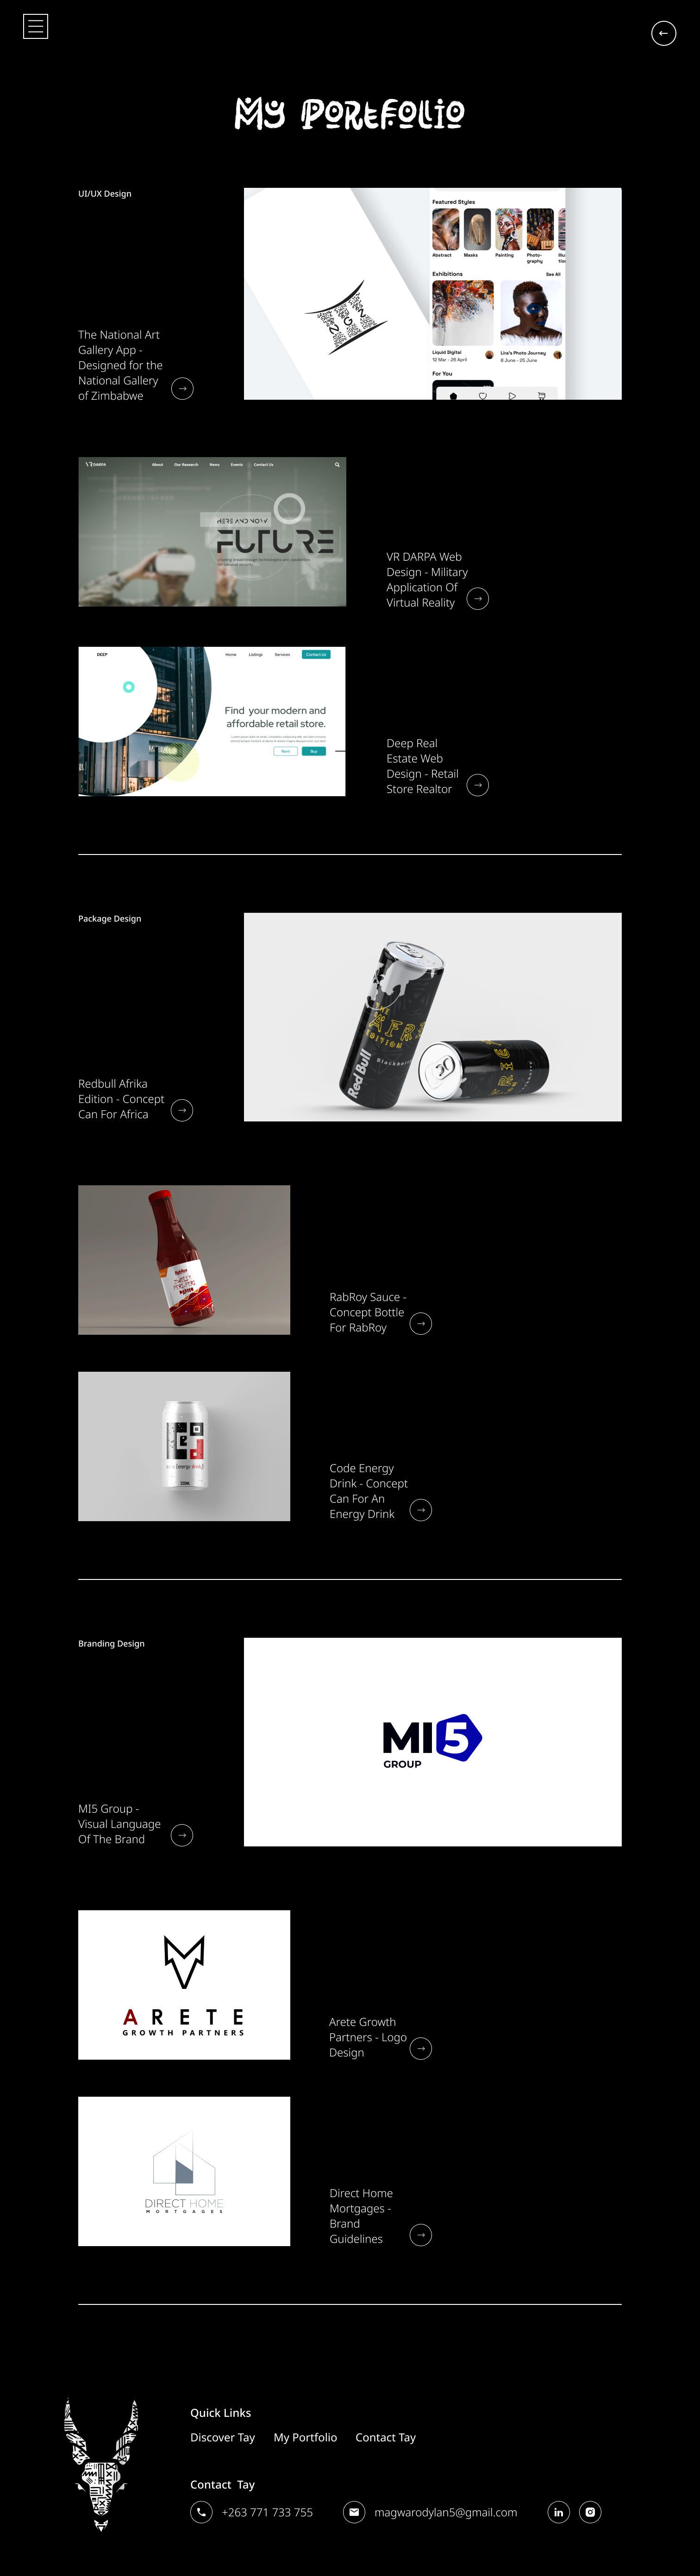 My Portfolio
UI/UX Design
The National Art
Gallery App -
Designed for the
National Gallery
of Zimbabwe
NGZ
Featured Styles
Abstract
Masks
Painting
Photo-
graphy
Exhibitions
See All
Liquid Digital
12 Mar - 26 April
Lira's Photo Journey
8 June - 25 June
For You
VR DARPA
About
Our Research
News
Events
Contact Us
HERE AND NOW
FUTURE
VR DARPA Web
Design - Military
Application Of
Virtual Reality
DEEP
Home
Listings
Services
Contact Us
Find your modern and
affordable retail store.
Rent
Buy
Deep Real
Estate Web
Design - Retail
Store Realtor
Package Design
Redbull Afrika
Edition - Concept
Can For Africa
THE
AFRI
EDITION
Red Bull
RabRoy Sauce -
Concept Bottle
For RabRoy
Code Energy
Drink - Concept
Can For An
Energy Drink
Branding Design
MI5 Group -
Visual Language
Of The Brand
MI5
GROUP
ARETE
GROWTH PARTNERS
Arete Growth
Partners - Logo
Design
DIRECT HOME
MORTGAGES
Direct Home
Mortgages -
Brand
Guidelines
Quick Links
Discover Tay
My Portfolio
Contact Tay
Contact Tay
+263 771 733 755
magwarodylan5@gmail.com
in